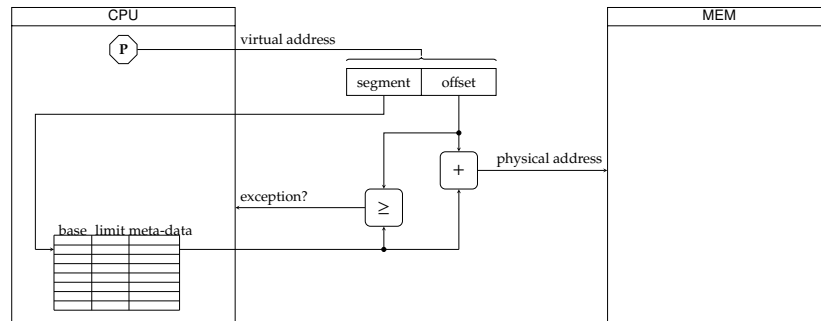 CPU
MEM
P
virtual address
segment offset
+
physical address
exception?
≥
base limit meta-data